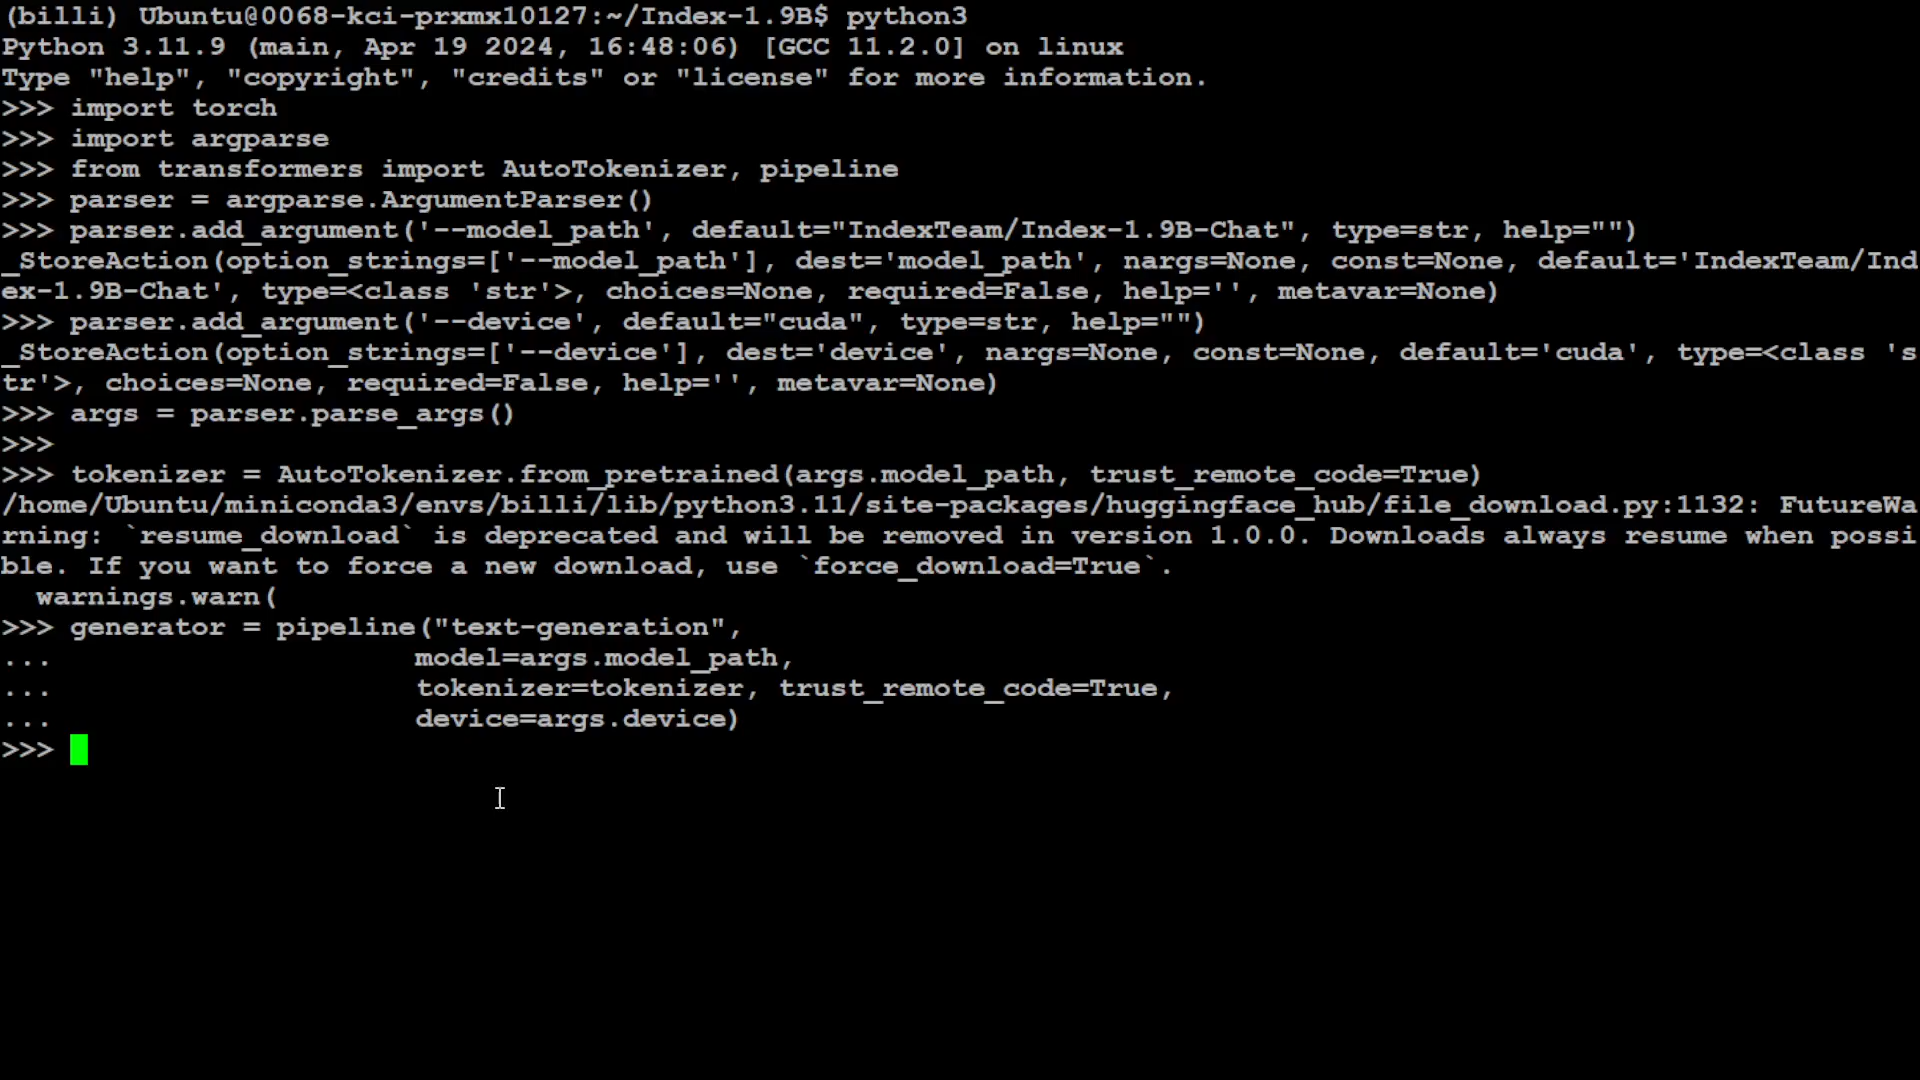 (billi) Ubuntu@0068-kci-prxmx10127:~/Index-1.9B$ python3
Python 3.11.9 (main, Apr 19 2024, 16:48:06) [GCC 11.2.0] on linux
Type "help", "copyright", "credits" or "license" for more information.
>>> import torch
>>> import argparse
>>> from transformers import AutoTokenizer, pipeline
>>> parser = argparse.ArgumentParser()
>>> parser.add_argument('--model_path', default="IndexTeam/Index-1.9B-Chat", type=str, help="")
_StoreAction(option_strings=['--model_path'], dest='model_path', nargs=None, const=None, default='IndexTeam/Ind
ex-1.9B-Chat', type=<class 'str'>, choices=None, required=False, help='', metavar=None)
>>> parser.add_argument('--device', default="cuda", type=str, help="")
_StoreAction(option_strings=['--device'], dest='device', nargs=None, const=None, default='cuda', type=<class 's
tr'>, choices=None, required=False, help='', metavar=None)
>>> args = parser.parse_args()
>>>
>>> tokenizer = AutoTokenizer.from_pretrained(args.model_path, trust_remote_code=True)
/home/Ubuntu/miniconda3/envs/billi/lib/python3.11/site-packages/huggingface_hub/file_download.py:1132: FutureWa
rning: `resume_download` is deprecated and will be removed in version 1.0.0. Downloads always resume when possi
ble. If you want to force a new download, use `force_download=True`.
  warnings.warn(
>>> generator = pipeline("text-generation",
...                     model=args.model_path,
...                     tokenizer=tokenizer, trust_remote_code=True,
...                     device=args.device)
>>>